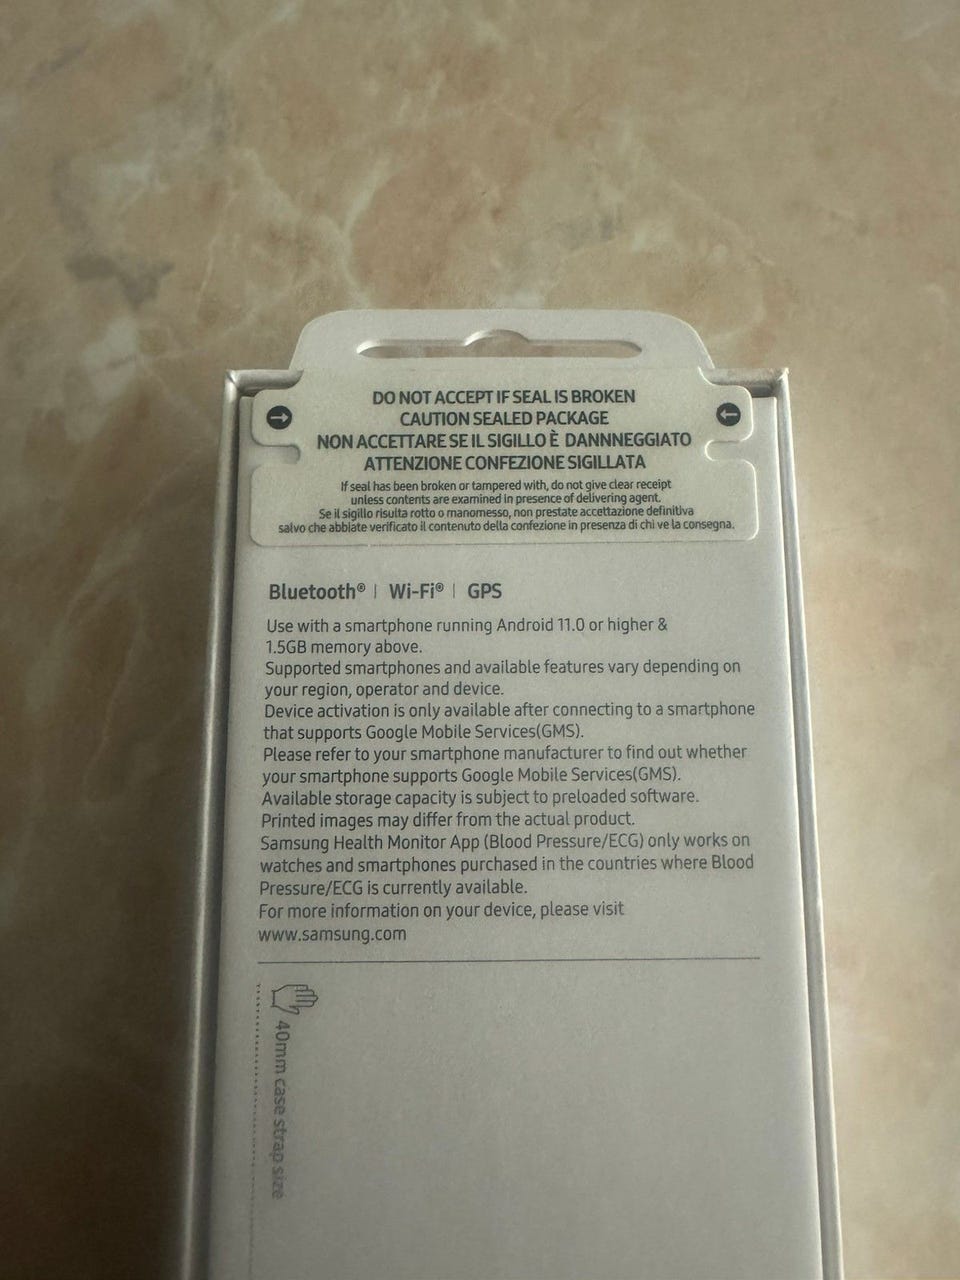 DO NOT ACCEPT IF SEAL IS BROKEN
CAUTION SEALED PACKAGE
NON ACCETTARE SE IL SIGILLO È DANNNEGGIATO
ATTENZIONE CONFEZIONE SIGILLATA
If seal has been broken or tampered with, do not give clear receipt
unless contents are examined in presence of delivering agent.
Se il sigillo risulta rotto o manomesso, non prestate accettazione definitiva
salvo che abbiate verificato il contenuto della confezione in presenza di chi ve la consegna.
Bluetooth® | Wi-Fi® | GPS
Use with a smartphone running Android 11.0 or higher &
1.5GB memory above.
Supported smartphones and available features vary depending on
your region, operator and device.
Device activation is only available after connecting to a smartphone
that supports Google Mobile Services(GMS).
Please refer to your smartphone manufacturer to find out whether
your smartphone supports Google Mobile Services(GMS).
Available storage capacity is subject to preloaded software.
Printed images may differ from the actual product.
Samsung Health Monitor App (Blood Pressure/ECG) only works on
watches and smartphones purchased in the countries where Blood
Pressure/ECG is currently available.
For more information on your device, please visit
www.samsung.com
40mm case strap size